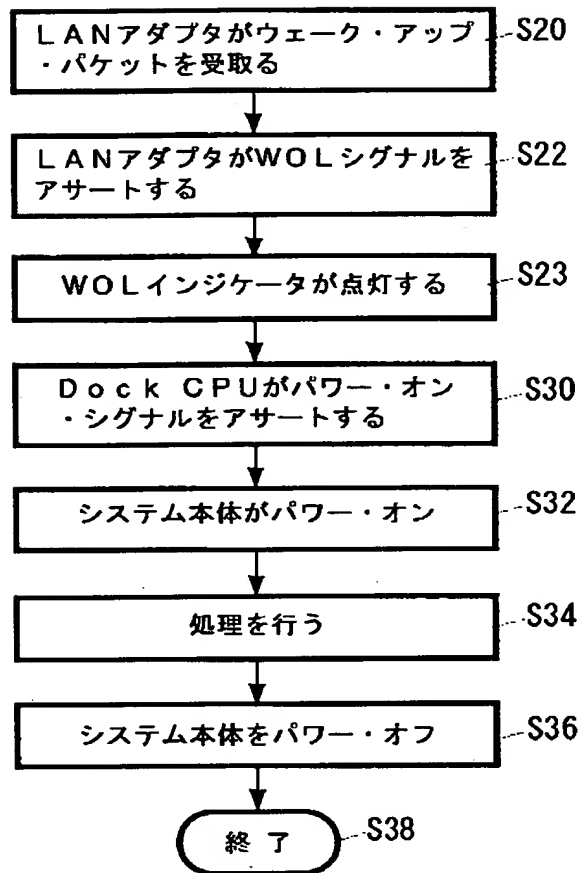 LANアダプタがウェーク・アップ
・パケットを受取る
S20
LANアダプタがWOLシグナルを
アサートする
S22
WOLインジケータが点灯する
S23
Dock CPUがパワー・オン
・シグナルをアサートする
S30
システム本体がパワー・オン
S32
処理を行う
S34
システム本体をパワー・オフ
S36
終了
S38